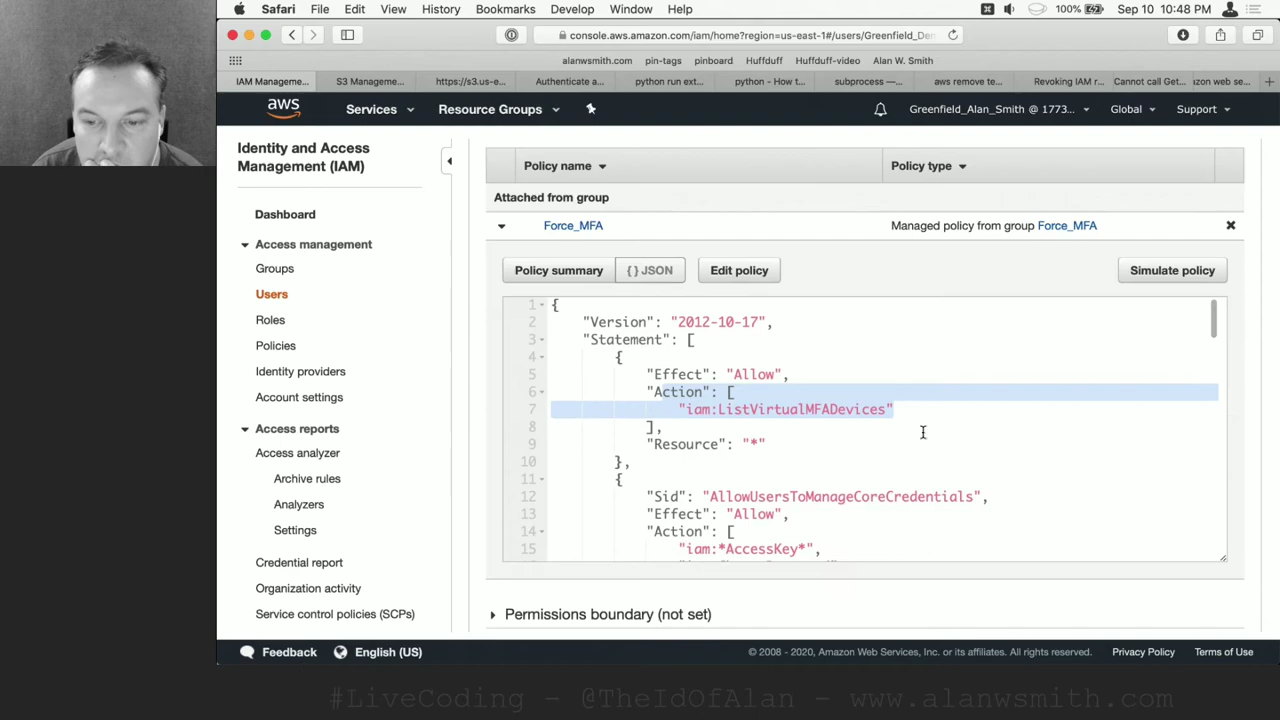 Safari File Edit View History Bookmarks Develop Window Help 100% Sep 10 10:48 PM
console.aws.amazon.com/iam/home?region=us-east-1#/users/Greenfield_De
alanwsmith.com pin-tags pinboard Huffduff Huffduff-video Alan W. Smith
IAM Manageme... S3 Manageme... https://s3.us-e... Authenticate a... python run ext... python - How t... subprocess —... aws remove te... Revoking IAM r... Cannot call Get... azon web se...
aws Services Resource Groups Greenfield_Alan_Smith @ 1773... Global Support
Identity and Access
Management (IAM)
Dashboard
Access management
Groups
Users
Roles
Policies
Identity providers
Account settings
Access reports
Access analyzer
Archive rules
Analyzers
Settings
Credential report
Organization activity
Service control policies (SCPs)
Policy name Policy type
Attached from group
Force_MFA Managed policy from group Force_MFA
Policy summary { } JSON Edit policy Simulate policy
1 {
2 "Version": "2012-10-17",
3 "Statement": [
4 {
5 "Effect": "Allow",
6 "Action": [
7 "iam:ListVirtualMFADevices"
8 ],
9 "Resource": "*"
10 },
11 {
12 "Sid": "AllowUsersToManageCoreCredentials",
13 "Effect": "Allow",
14 "Action": [
15 "iam:*AccessKey*",
Permissions boundary (not set)
Feedback English (US) © 2008 - 2020, Amazon Web Services, Inc. or its affiliates. All rights reserved. Privacy Policy Terms of Use
#LiveCoding - @TheIdOfAlan - www.alanwsmith.com